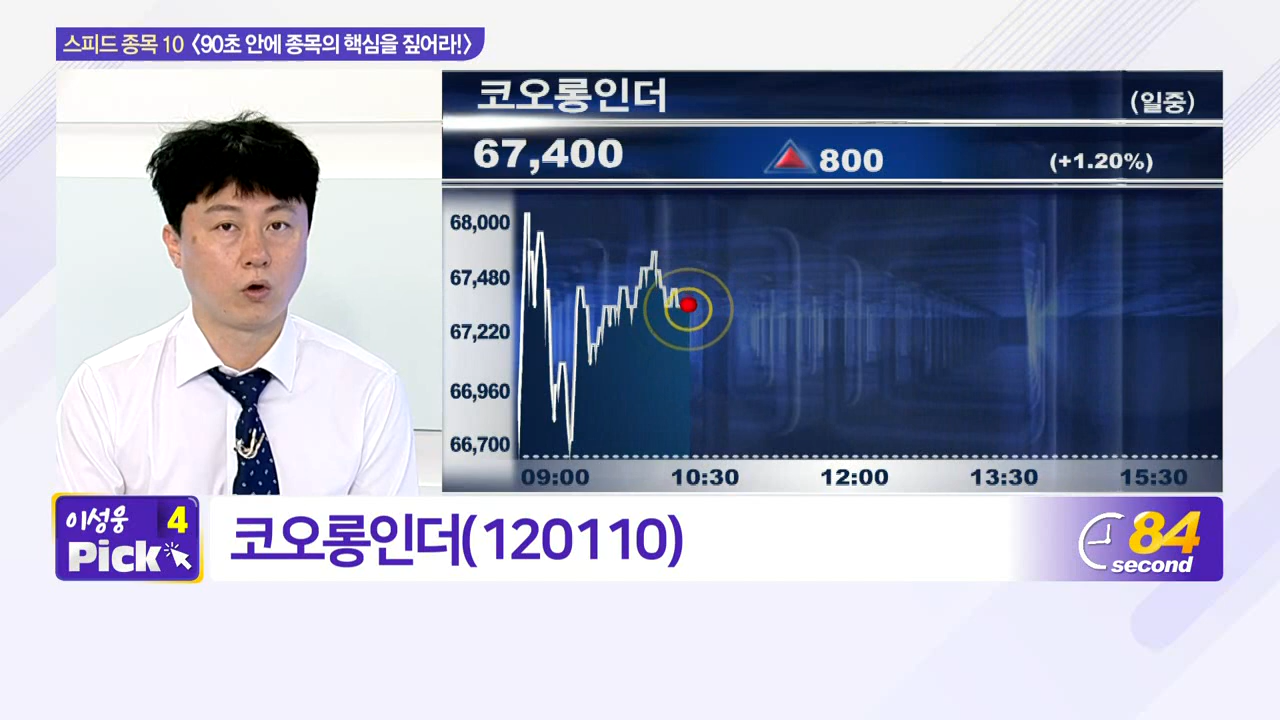 스피드 종목 10 〈90초 안에 종목의 핵심을 짚어라!〉
코오롱인더
(일중)
67,400
800
(+1.20%)
68,000
67,480
67,220
66,960
66,700
09:00
10:30
12:00
13:30
15:30
이성웅
4
Pick
코오롱인더(120110)
84
second